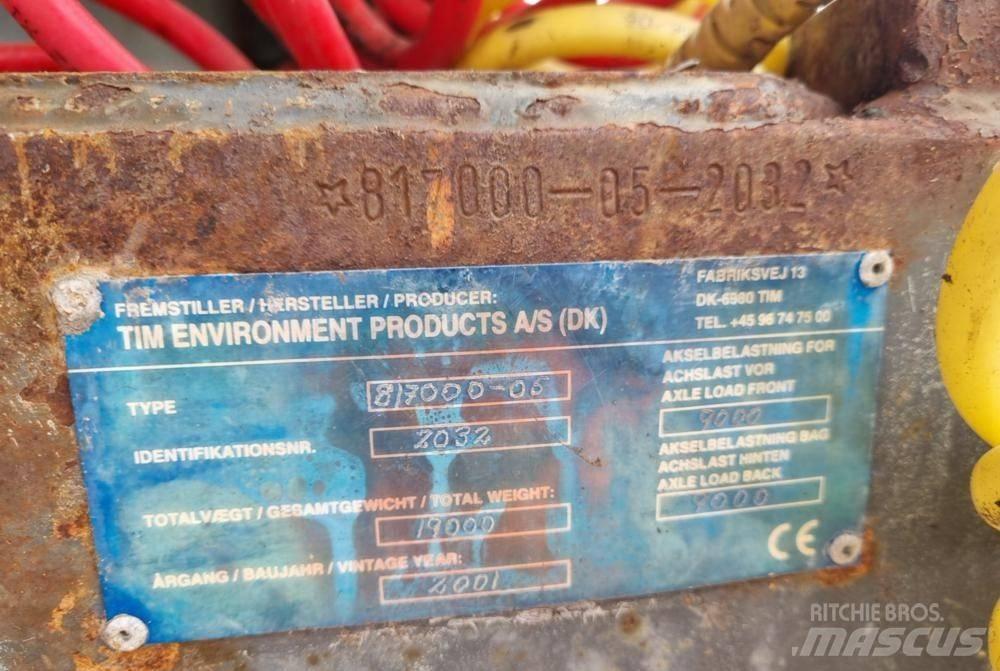 ☆817000-05-2032☆
FREMSTILLER / HERSTELLER / PRODUCER:
TIM ENVIRONMENT PRODUCTS A/S (DK)
FABRIKSVEJ 13
DK-6980 TIM
TEL. +45 96 74 75 00
TYPE 817000-05
IDENTIFIKATIONSNR. 2032
TOTALVÆGT / GESAMTGEWICHT / TOTAL WEIGHT:
19000
ÅRGANG / BAUJAHR / VINTAGE YEAR:
2001
AKSELBELASTNING FOR
ACHSLAST VOR
AXLE LOAD FRONT
9000
AKSELBELASTNING BAG
ACHSLAST HINTEN
AXLE LOAD BACK
9000
CE
RITCHIE BROS.
MASCUS